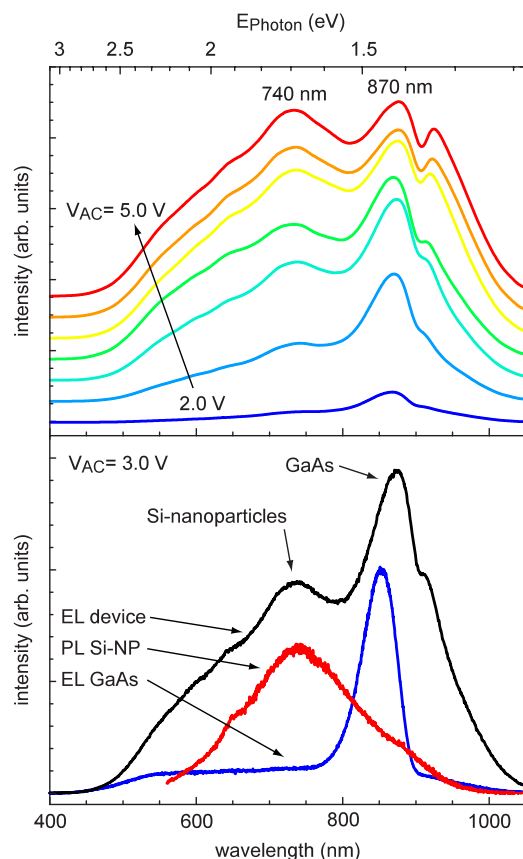 E_Photon (eV)
3 2.5 2 1.5
740 nm 870 nm
intensity (arb. units)
V_AC= 5.0 V
2.0 V
V_AC= 3.0 V
GaAs
Si-nanoparticles
EL device
PL Si-NP
EL GaAs
intensity (arb. units)
400 600 800 1000
wavelength (nm)